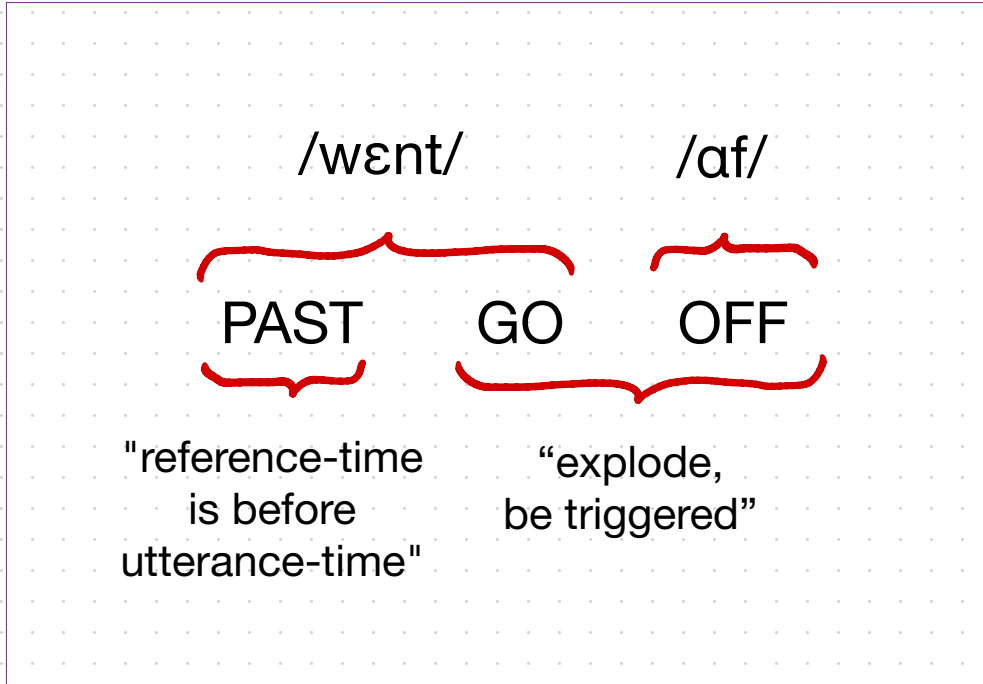 /wɛnt/ /ɑf/
PAST GO OFF
"reference-time
is before
utterance-time"
“explode,
be triggered”